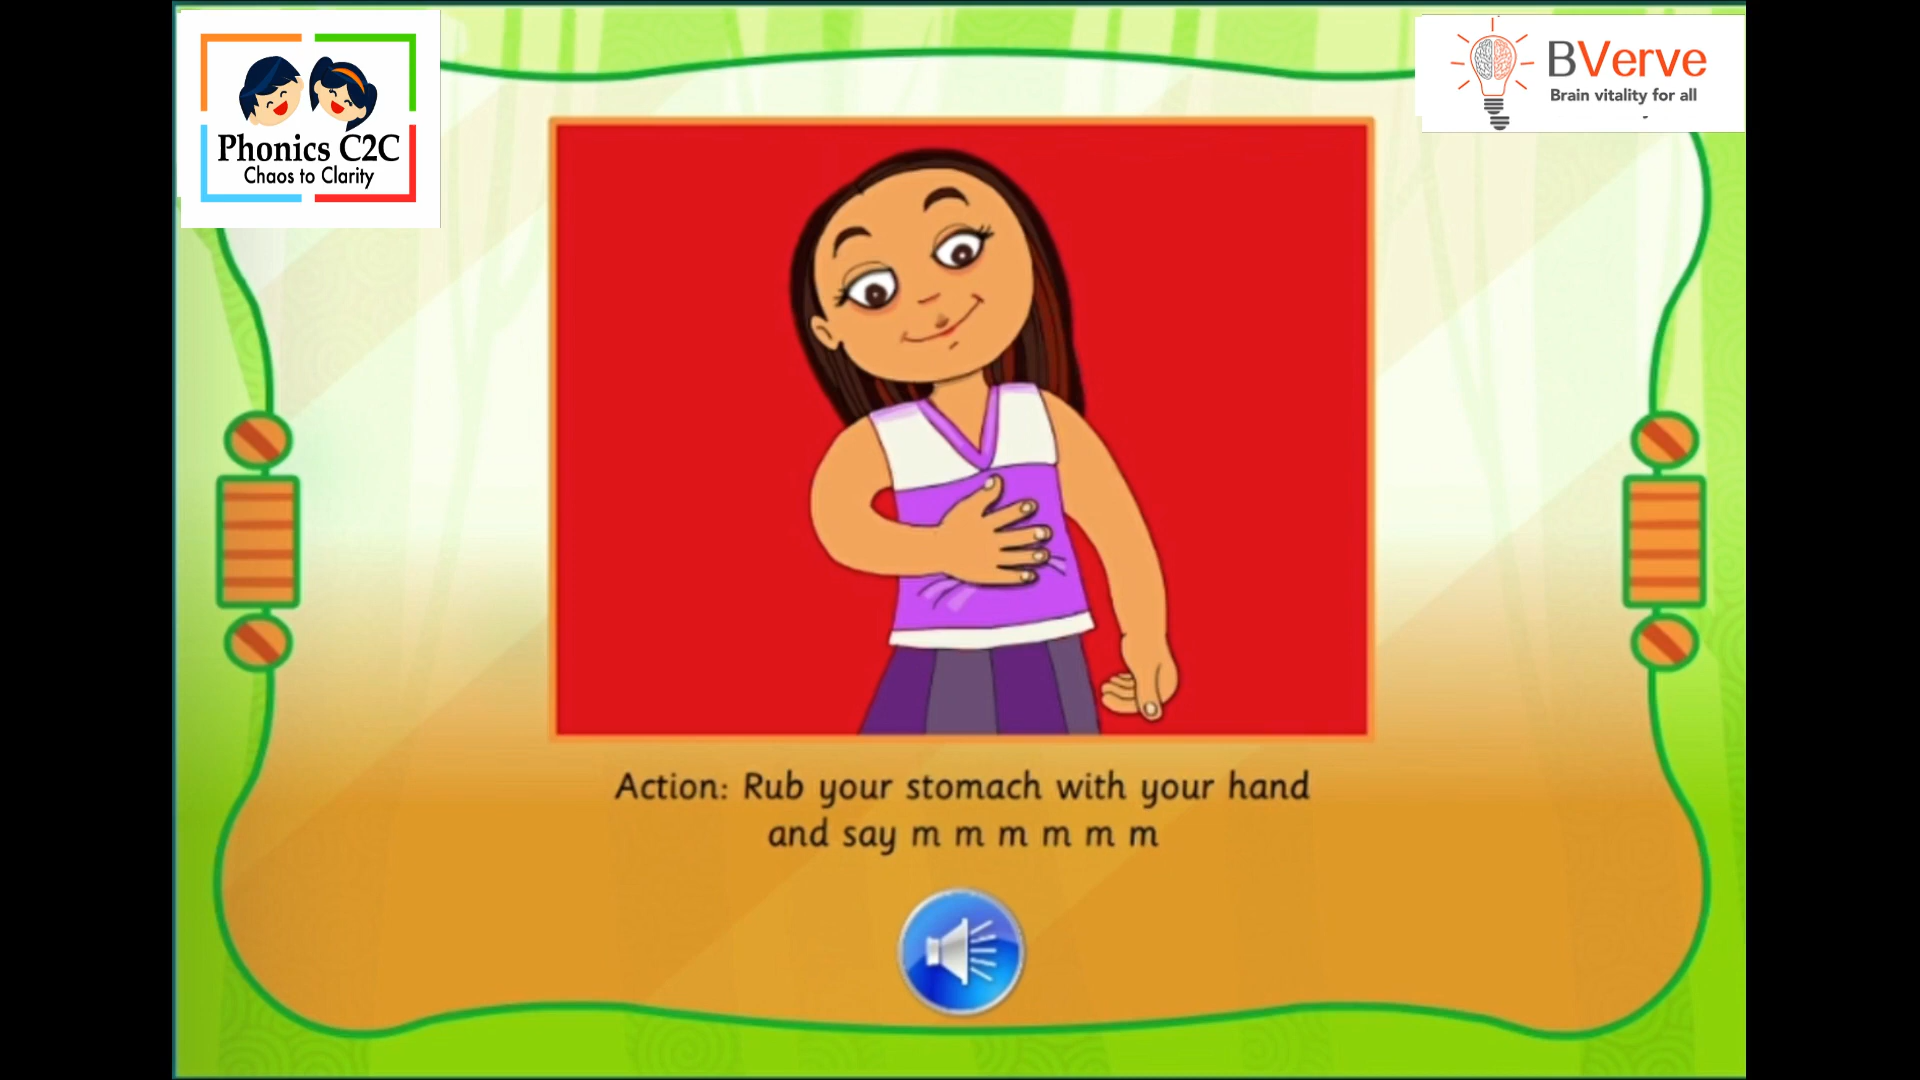 Phonics C2C
Chaos to Clarity
BVerve
Brain vitality for all
Action: Rub your stomach with your hand
and say m m m m m m